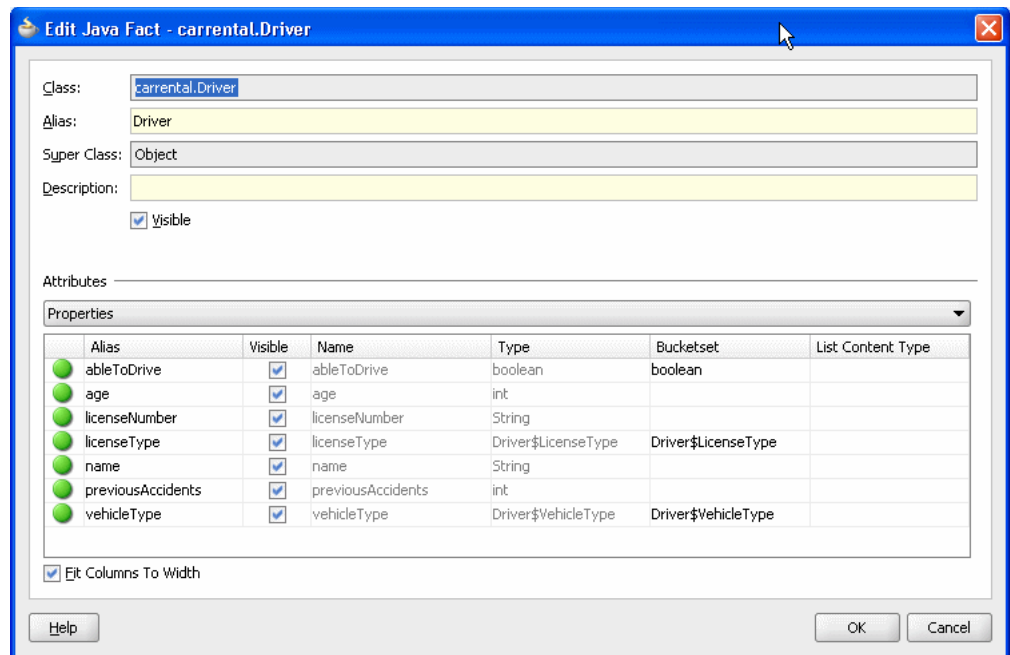 Edit Java Fact - carrental.Driver
Class: carrental.Driver
Alias: Driver
Super Class: Object
Description:
Visible
Attributes
Properties
Alias Visible Name Type Bucketset List Content Type
ableToDrive ableToDrive boolean boolean
age age int
licenseNumber licenseNumber String
licenseType licenseType Driver$LicenseType Driver$LicenseType
name name String
previousAccidents previousAccidents int
vehicleType vehicleType Driver$VehicleType Driver$VehicleType
Fit Columns To Width
Help OK Cancel